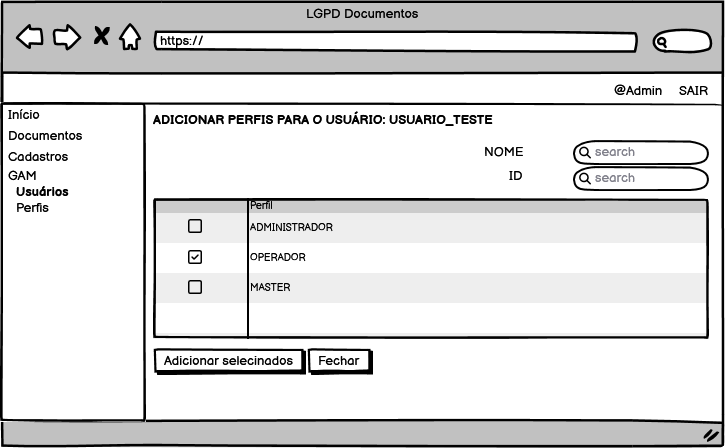 LGPD Documentos
https://
@Admin SAIR
Início
Documentos
Cadastros
GAM
Usuários
Perfis
ADICIONAR PERFIS PARA O USUÁRIO: USUARIO_TESTE
NOME search
ID search
Perfil
ADMINISTRADOR
OPERADOR
MASTER
Adicionar selecinados Fechar